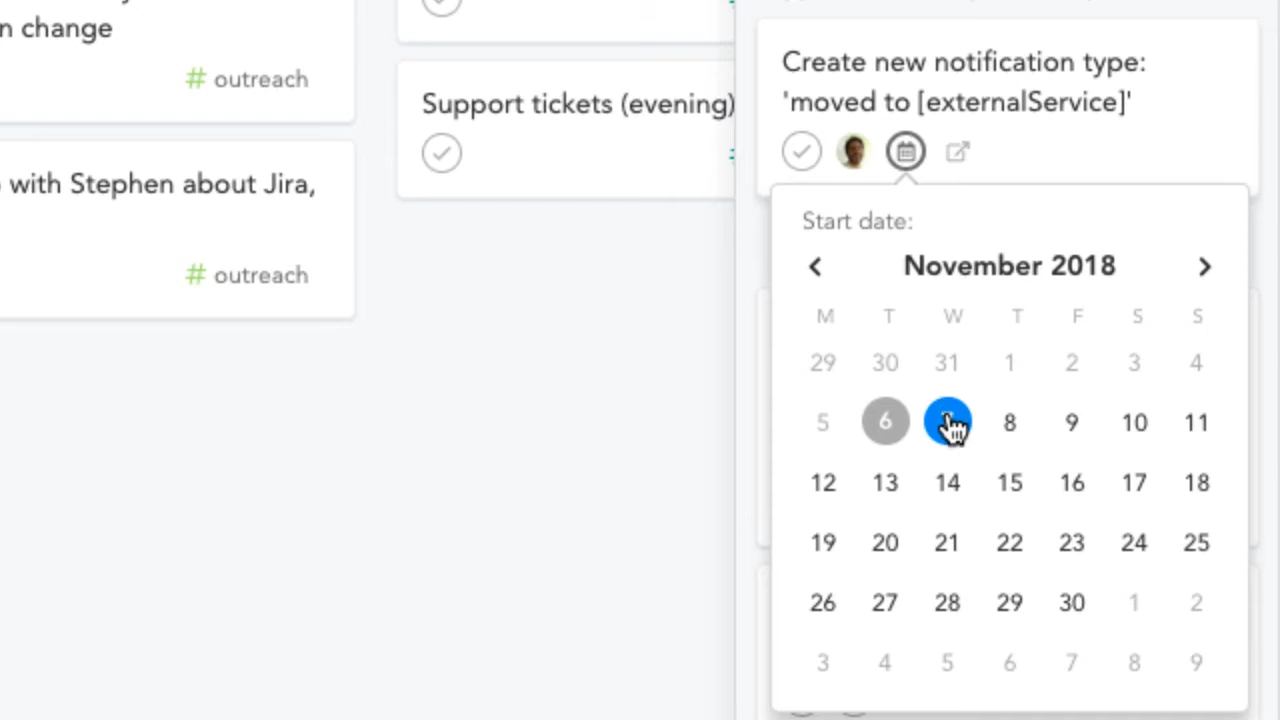 n change
# outreach
with Stephen about Jira,
# outreach
Support tickets (evening)
Create new notification type:
'moved to [externalService]'
Start date:
November 2018
M T W T F S S
29 30 31 1 2 3 4
5 6 8 9 10 11
12 13 14 15 16 17 18
19 20 21 22 23 24 25
26 27 28 29 30 1 2
3 4 5 6 7 8 9